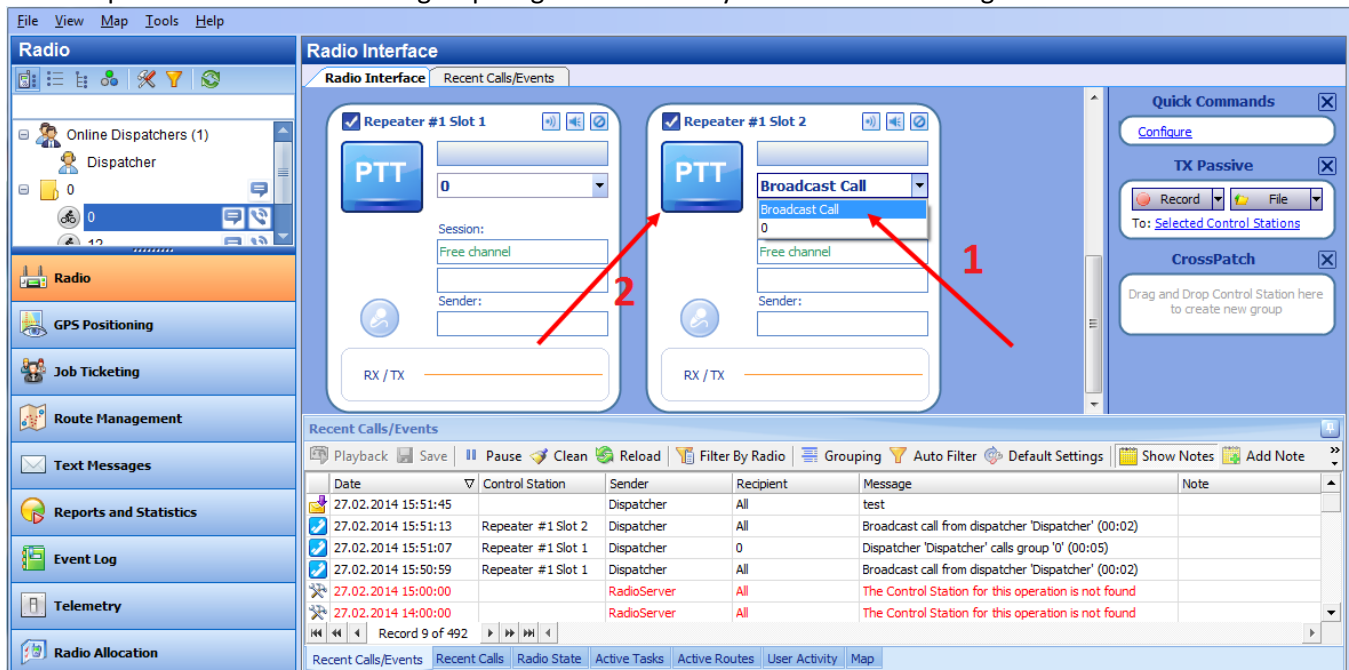 File View Map Tools Help
Radio
Online Dispatchers (1)
Dispatcher
0
0
12
Radio
GPS Positioning
Job Ticketing
Route Management
Text Messages
Reports and Statistics
Event Log
Telemetry
Radio Allocation
Radio Interface
Radio Interface Recent Calls/Events
Repeater #1 Slot 1
PTT
0
Session:
Free channel
Sender:
RX / TX
2
Repeater #1 Slot 2
PTT
Broadcast Call
Broadcast Call
0
Free channel
Sender:
RX / TX
1
Quick Commands
Configure
TX Passive
Record File
To: Selected Control Stations
CrossPatch
Drag and Drop Control Station here
to create new group
Recent Calls/Events
Playback Save Pause Clean Reload Filter By Radio Grouping Auto Filter Default Settings Show Notes Add Note
Date Control Station Sender Recipient Message Note
27.02.2014 15:51:45 Dispatcher All test
27.02.2014 15:51:13 Repeater #1 Slot 2 Dispatcher All Broadcast call from dispatcher 'Dispatcher' (00:02)
27.02.2014 15:51:07 Repeater #1 Slot 1 Dispatcher 0 Dispatcher 'Dispatcher' calls group '0' (00:05)
27.02.2014 15:50:59 Repeater #1 Slot 1 Dispatcher All Broadcast call from dispatcher 'Dispatcher' (00:02)
27.02.2014 15:00:00 RadioServer All The Control Station for this operation is not found
27.02.2014 14:00:00 RadioServer All The Control Station for this operation is not found
Record 9 of 492
Recent Calls/Events Recent Calls Radio State Active Tasks Active Routes User Activity Map